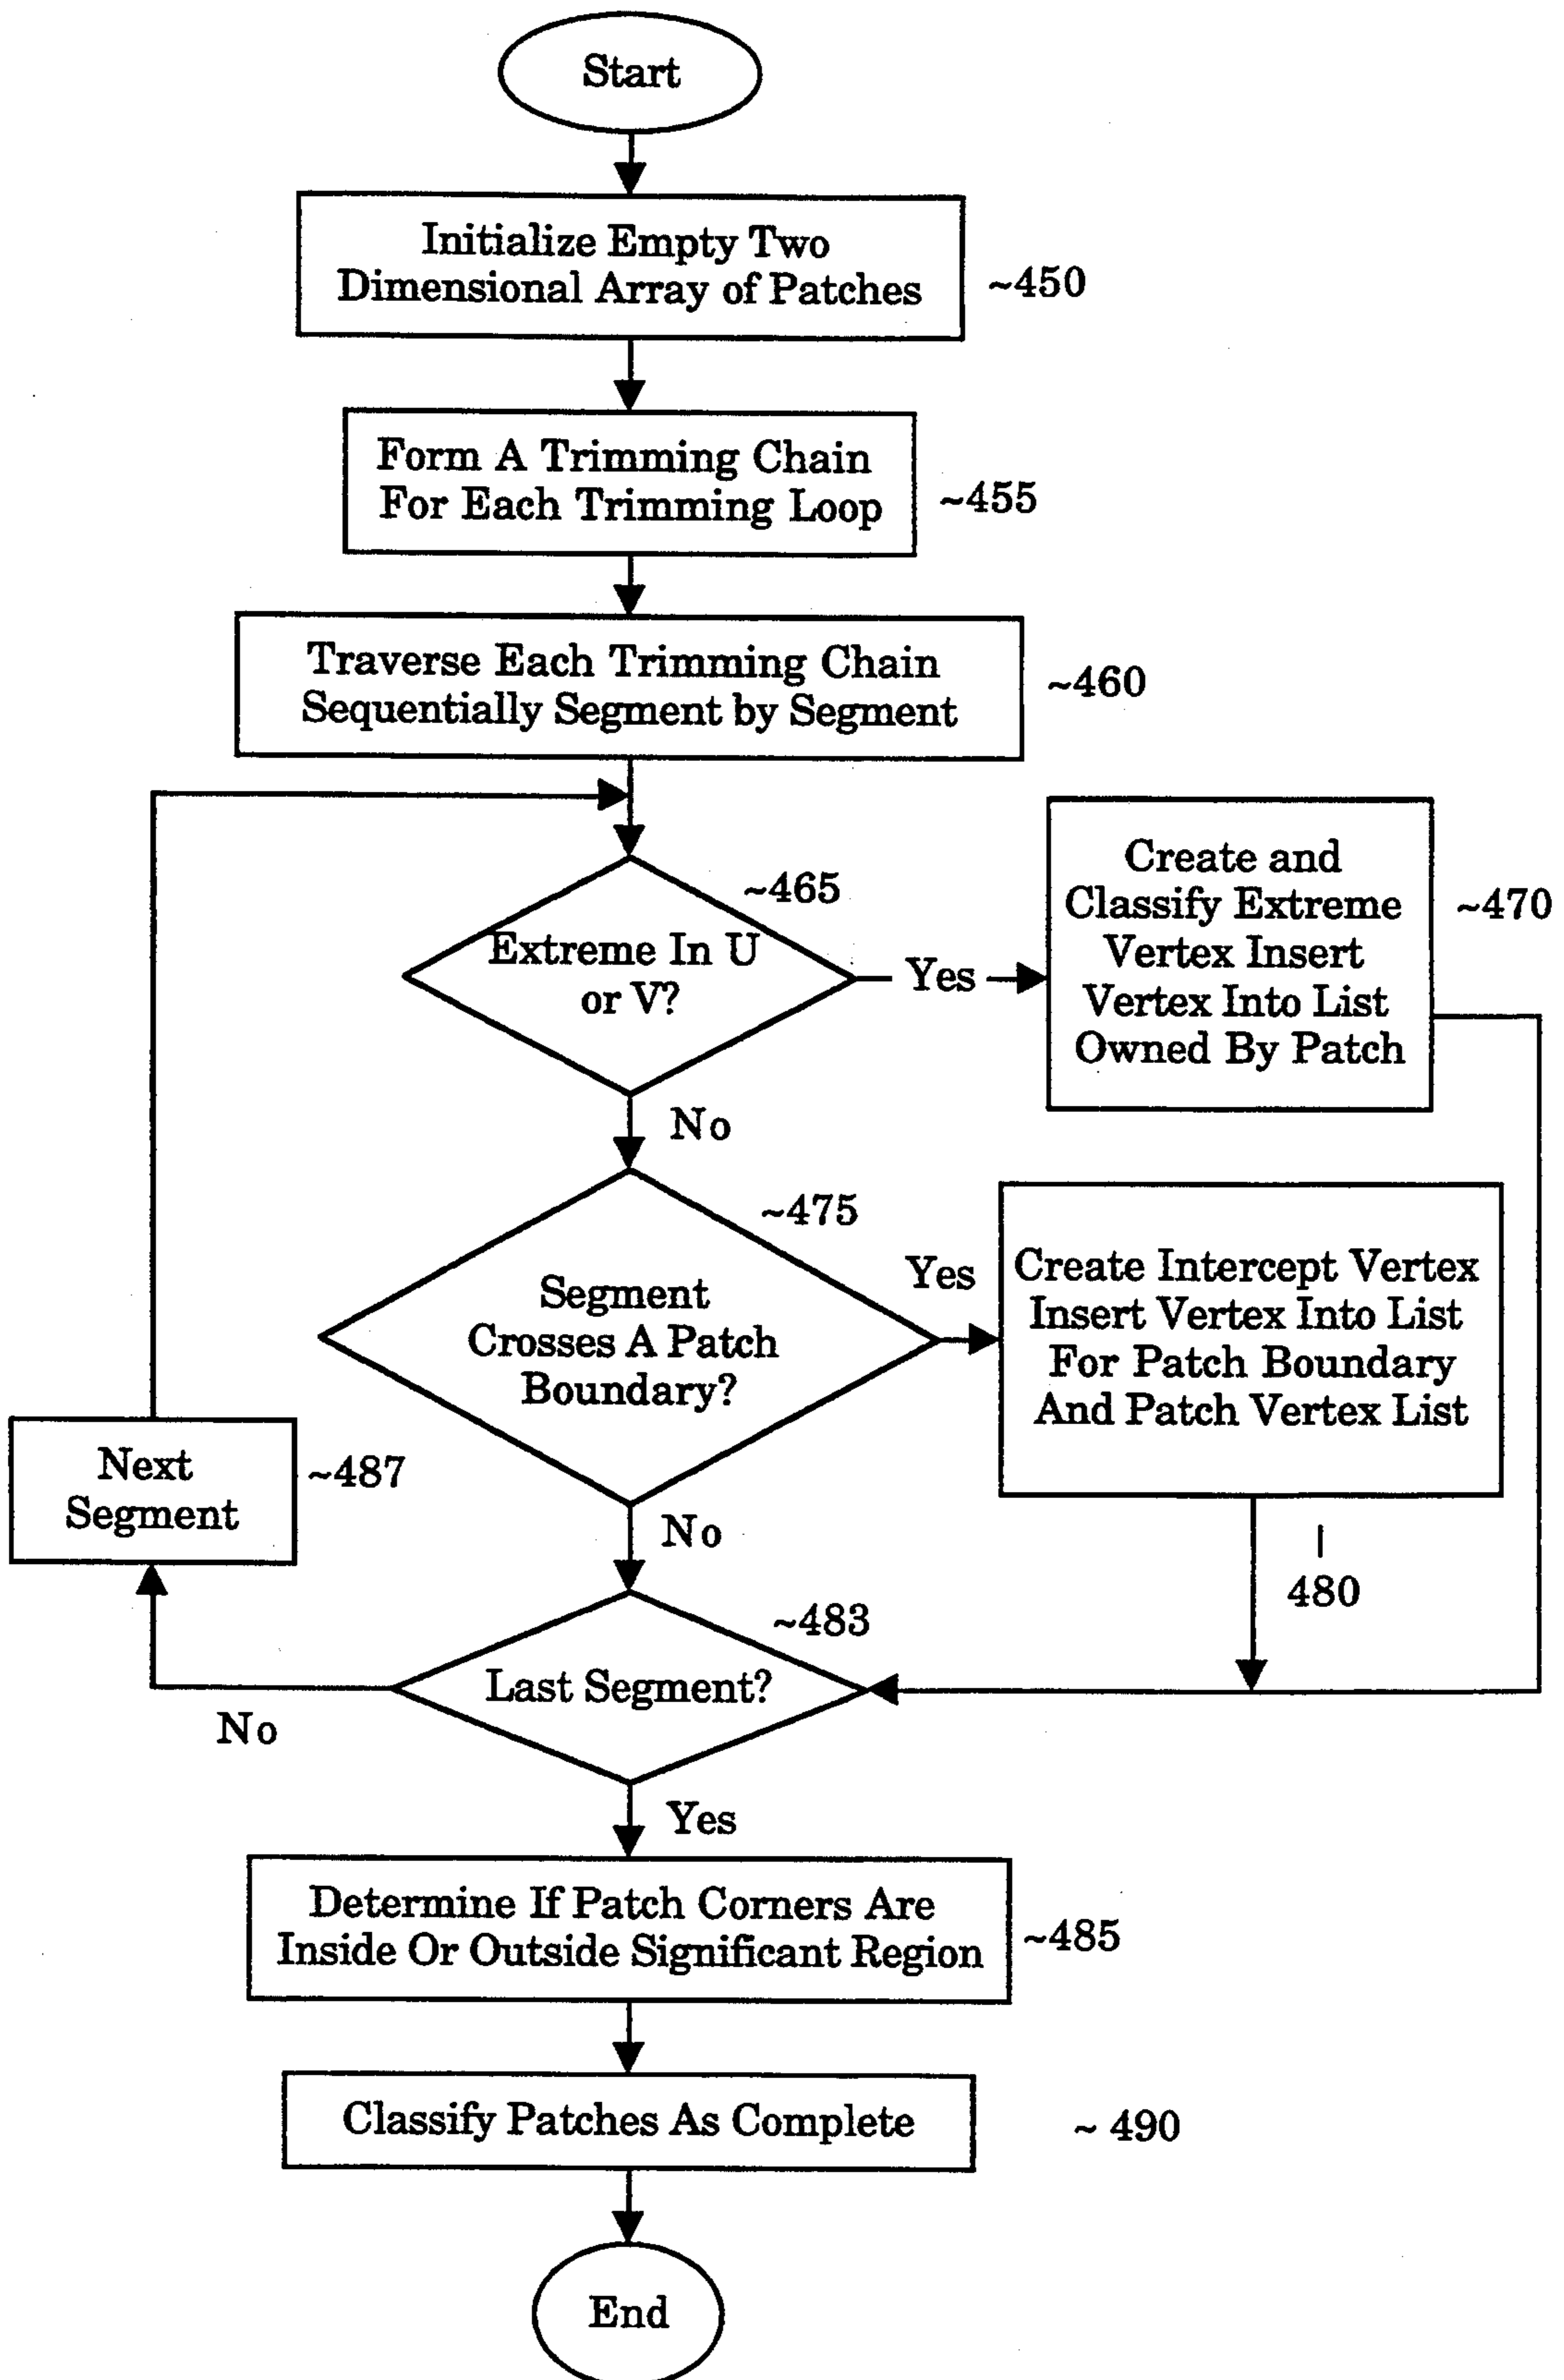 Start
Initialize Empty Two
Dimensional Array of Patches
~450
Form A Trimming Chain
For Each Trimming Loop
~455
Traverse Each Trimming Chain
Sequentially Segment by Segment
~460
~465
Extreme In U
or V?
Yes
Create and
Classify Extreme
Vertex Insert
Vertex Into List
Owned By Patch
~470
No
~475
Segment
Crosses A Patch
Boundary?
Yes
Create Intercept Vertex
Insert Vertex Into List
For Patch Boundary
And Patch Vertex List
480
Next
Segment
~487
No
~483
Last Segment?
No
Yes
Determine If Patch Corners Are
Inside Or Outside Significant Region
~485
Classify Patches As Complete
~ 490
End